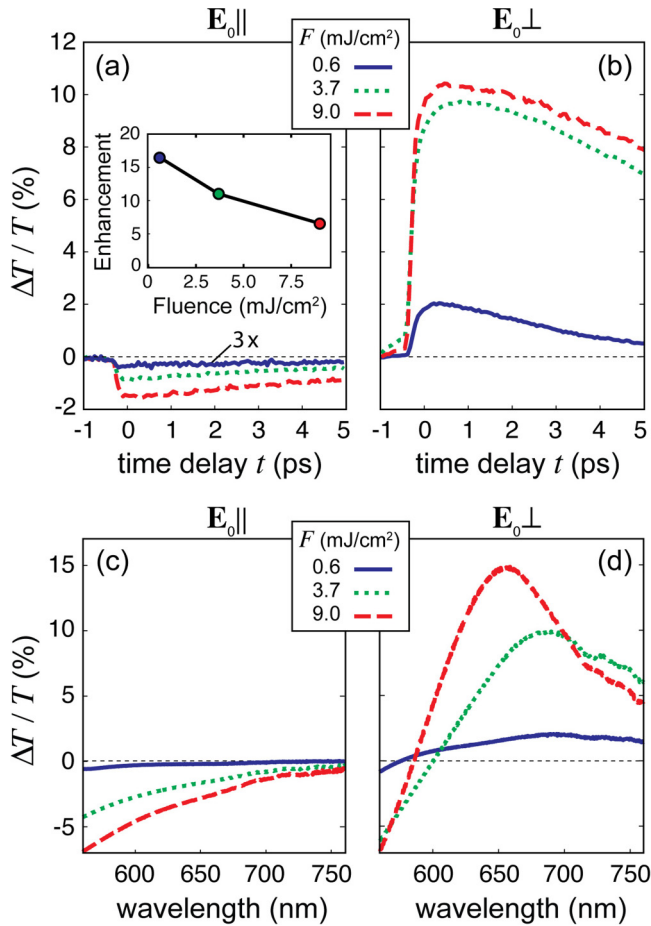 E₀||
F (mJ/cm²)
0.6
3.7
9.0
E₀⊥
(a)
(b)
12
10
8
6
4
2
0
-2
ΔT / T (%)
20
15
10
5
0
Enhancement
0 2.5 5.0 7.5
Fluence (mJ/cm²)
3x
-1 0 1 2 3 4 5
-1 0 1 2 3 4 5
time delay t (ps)
time delay t (ps)
E₀||
F (mJ/cm²)
0.6
3.7
9.0
E₀⊥
(c)
(d)
15
10
5
0
-5
ΔT / T (%)
600 650 700 750
600 650 700 750
wavelength (nm)
wavelength (nm)